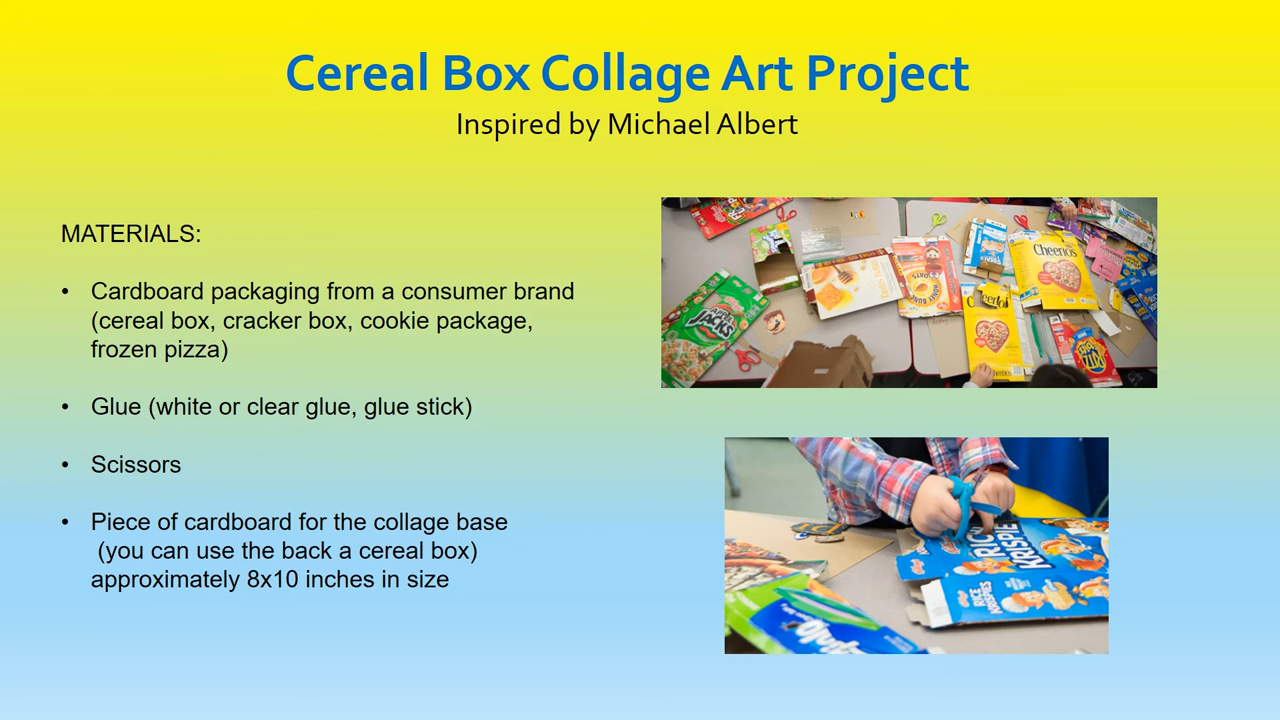 Cereal Box Collage Art Project
Inspired by Michael Albert
MATERIALS:
• Cardboard packaging from a consumer brand
(cereal box, cracker box, cookie package,
frozen pizza)
• Glue (white or clear glue, glue stick)
• Scissors
• Piece of cardboard for the collage base
(you can use the back a cereal box)
approximately 8x10 inches in size
APPLE
JACKS
Cheerios
RICE
KRISPIES
RICE
KRISPIES